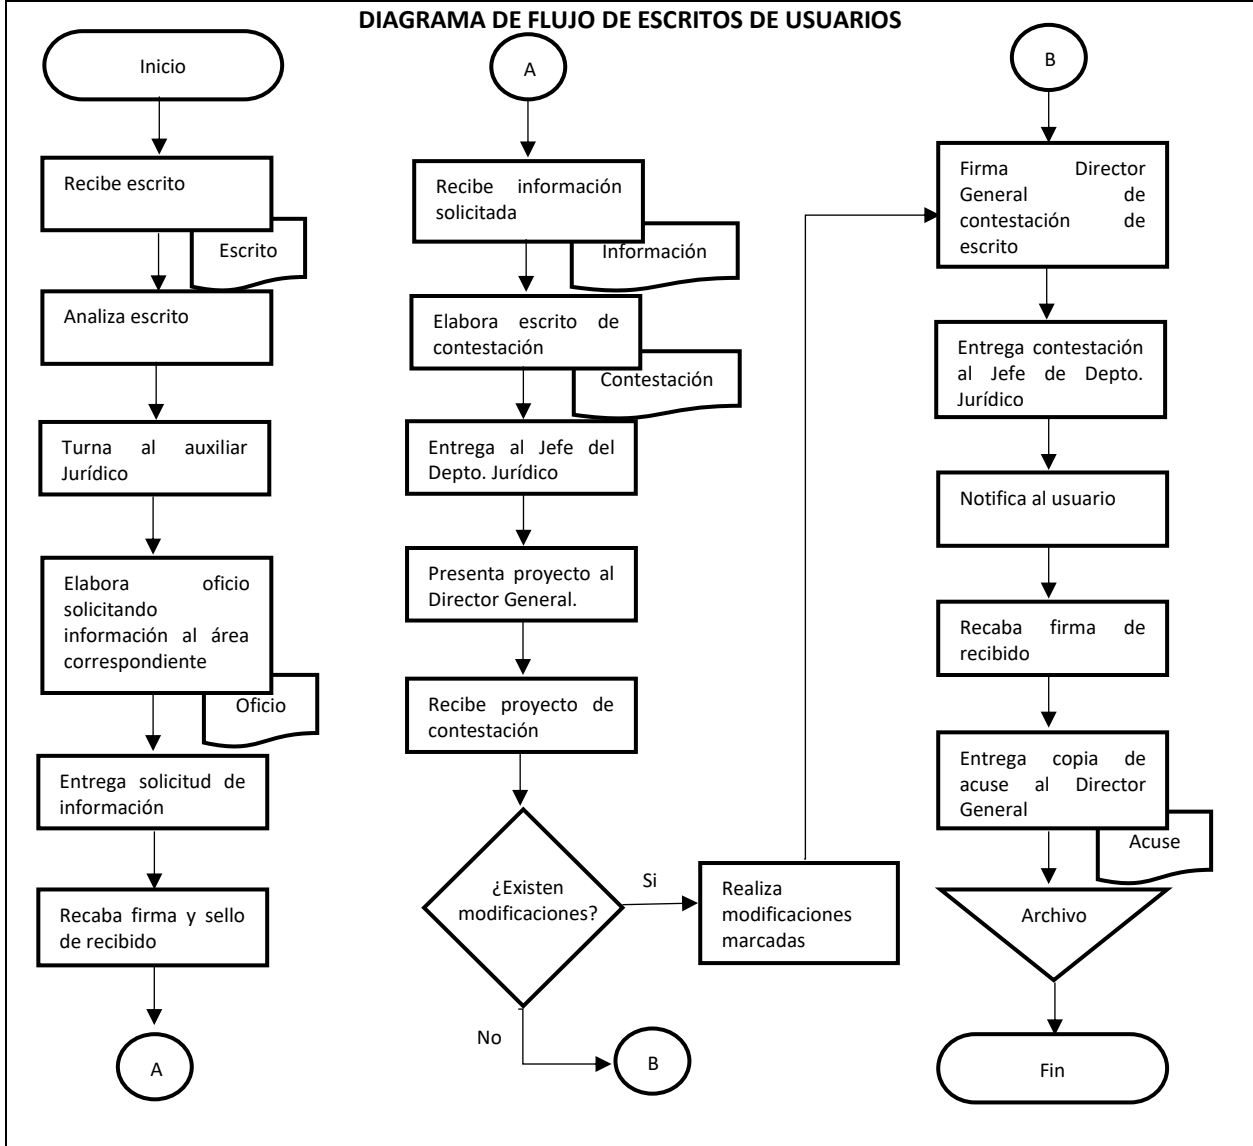 DIAGRAMA DE FLUJO DE ESCRITOS DE USUARIOS
Inicio
Recibe escrito
Escrito
Analiza escrito
Turna al auxiliar
Jurídico
Elabora oficio
solicitando
información al área
correspondiente
Oficio
Entrega solicitud de
información
Recaba firma y sello
de recibido
A
A
Recibe información
solicitada
Información
Elabora escrito de
contestación
Contestación
Entrega al Jefe del
Depto. Jurídico
Presenta proyecto al
Director General.
Recibe proyecto de
contestación
¿Existen
modificaciones?
Si
Realiza
modificaciones
marcadas
No
B
B
Firma Director
General de
contestación de
escrito
Entrega contestación
al Jefe de Depto.
Jurídico
Notifica al usuario
Recaba firma de
recibido
Entrega copia de
acuse al Director
General
Acuse
Archivo
Fin